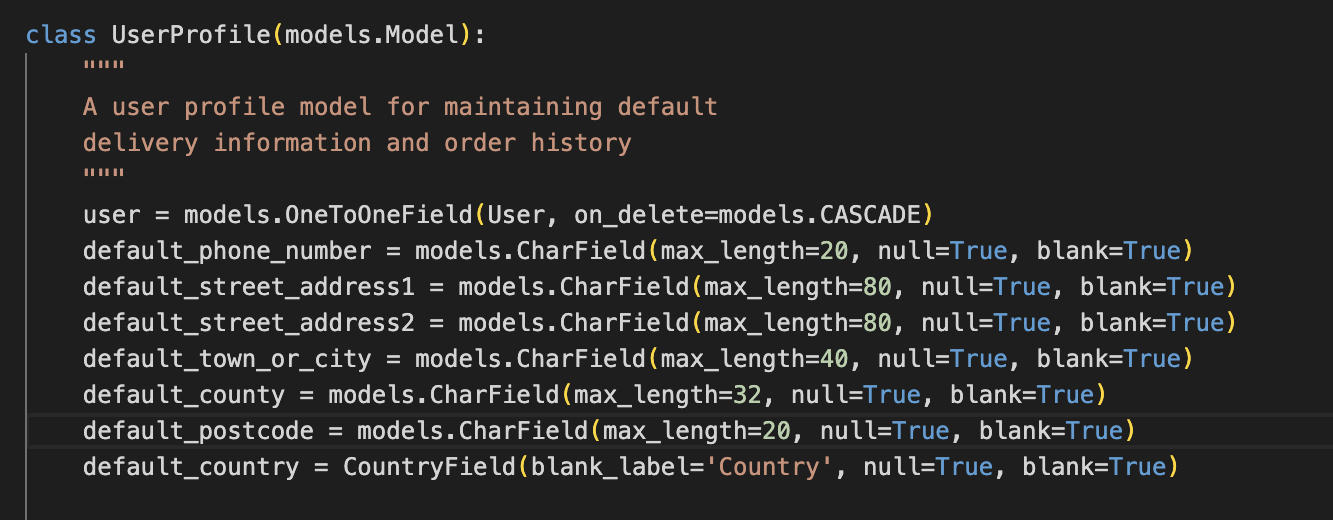 class UserProfile(models.Model):
    """
    A user profile model for maintaining default
    delivery information and order history
    """
    user = models.OneToOneField(User, on_delete=models.CASCADE)
    default_phone_number = models.CharField(max_length=20, null=True, blank=True)
    default_street_address1 = models.CharField(max_length=80, null=True, blank=True)
    default_street_address2 = models.CharField(max_length=80, null=True, blank=True)
    default_town_or_city = models.CharField(max_length=40, null=True, blank=True)
    default_county = models.CharField(max_length=32, null=True, blank=True)
    default_postcode = models.CharField(max_length=20, null=True, blank=True)
    default_country = CountryField(blank_label='Country', null=True, blank=True)